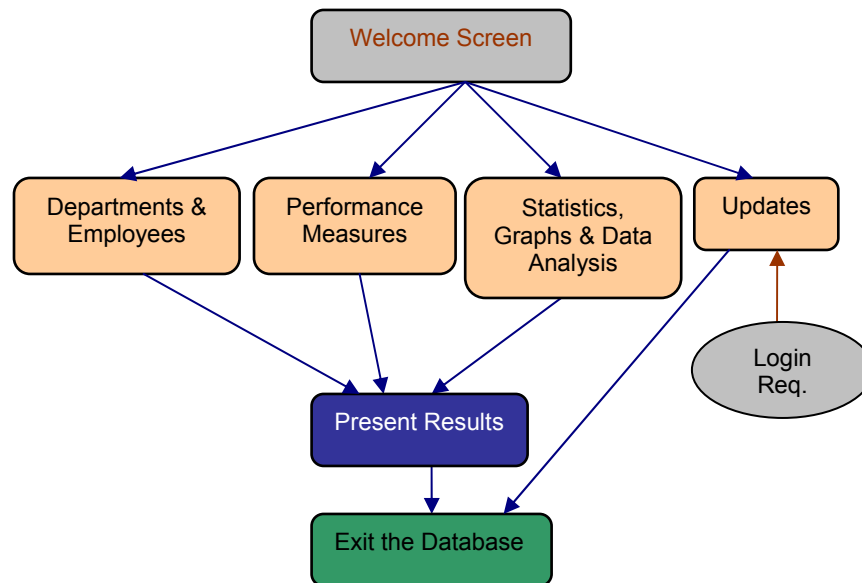 Welcome Screen
Departments &
Employees
Performance
Measures
Statistics,
Graphs & Data
Analysis
Updates
Login
Req.
Present Results
Exit the Database